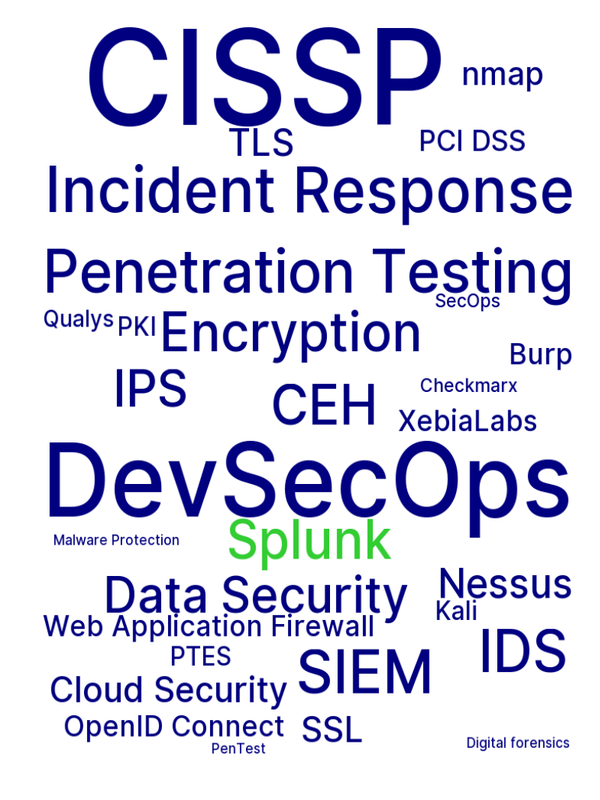 CISSP
nmap
TLS
PCI DSS
Incident Response
Penetration Testing
SecOps
Qualys
PKI
Encryption
Burp
IPS
Checkmarx
CEH
XebiaLabs
DevSecOps
Splunk
Malware Protection
Data Security
Nessus
Kali
Web Application Firewall
IDS
PTES
SIEM
Cloud Security
OpenID Connect
SSL
PenTest
Digital forensics